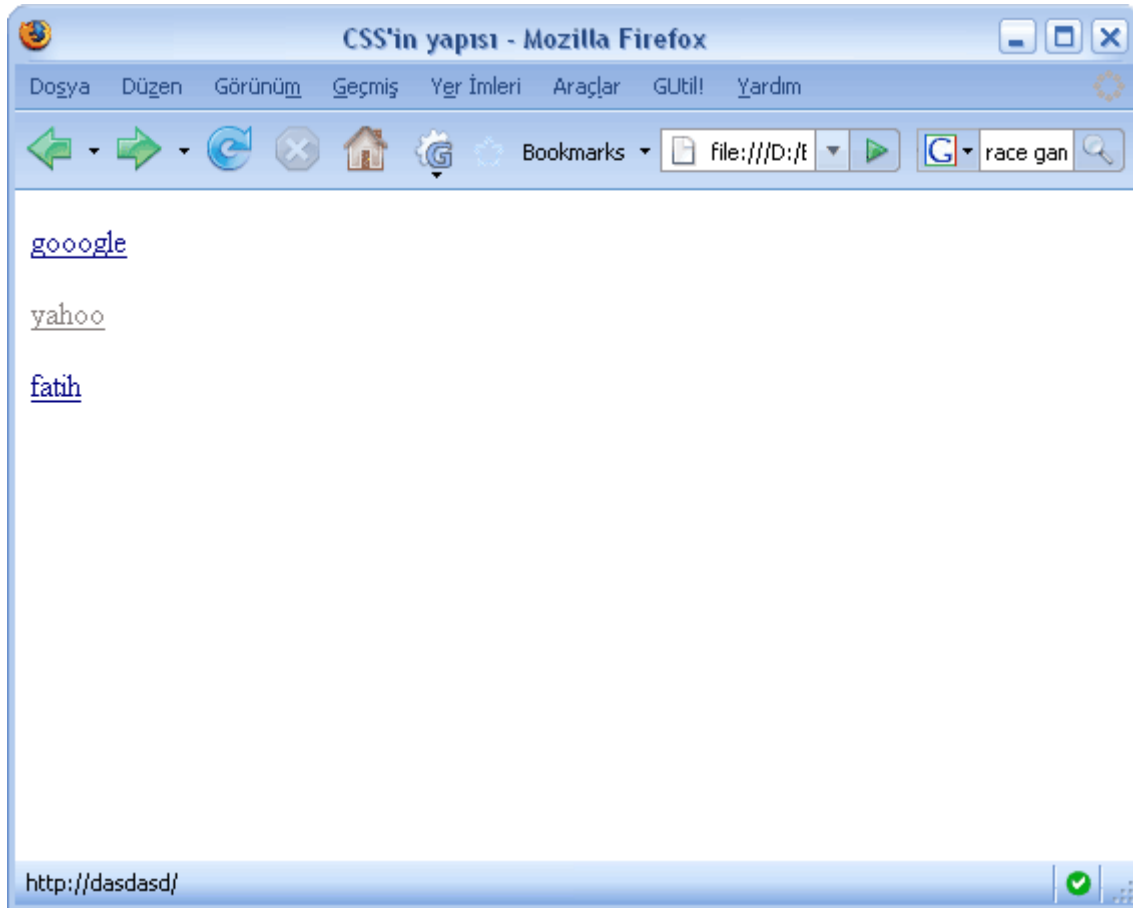 CSS'in yapısı - Mozilla Firefox
Dosya Düzen Görünüm Geçmiş Yer İmleri Araçlar GUtil! Yardım
G Bookmarks file:///D:/ G race gan
gooogle
yahoo
fatih
http://dasdasd/